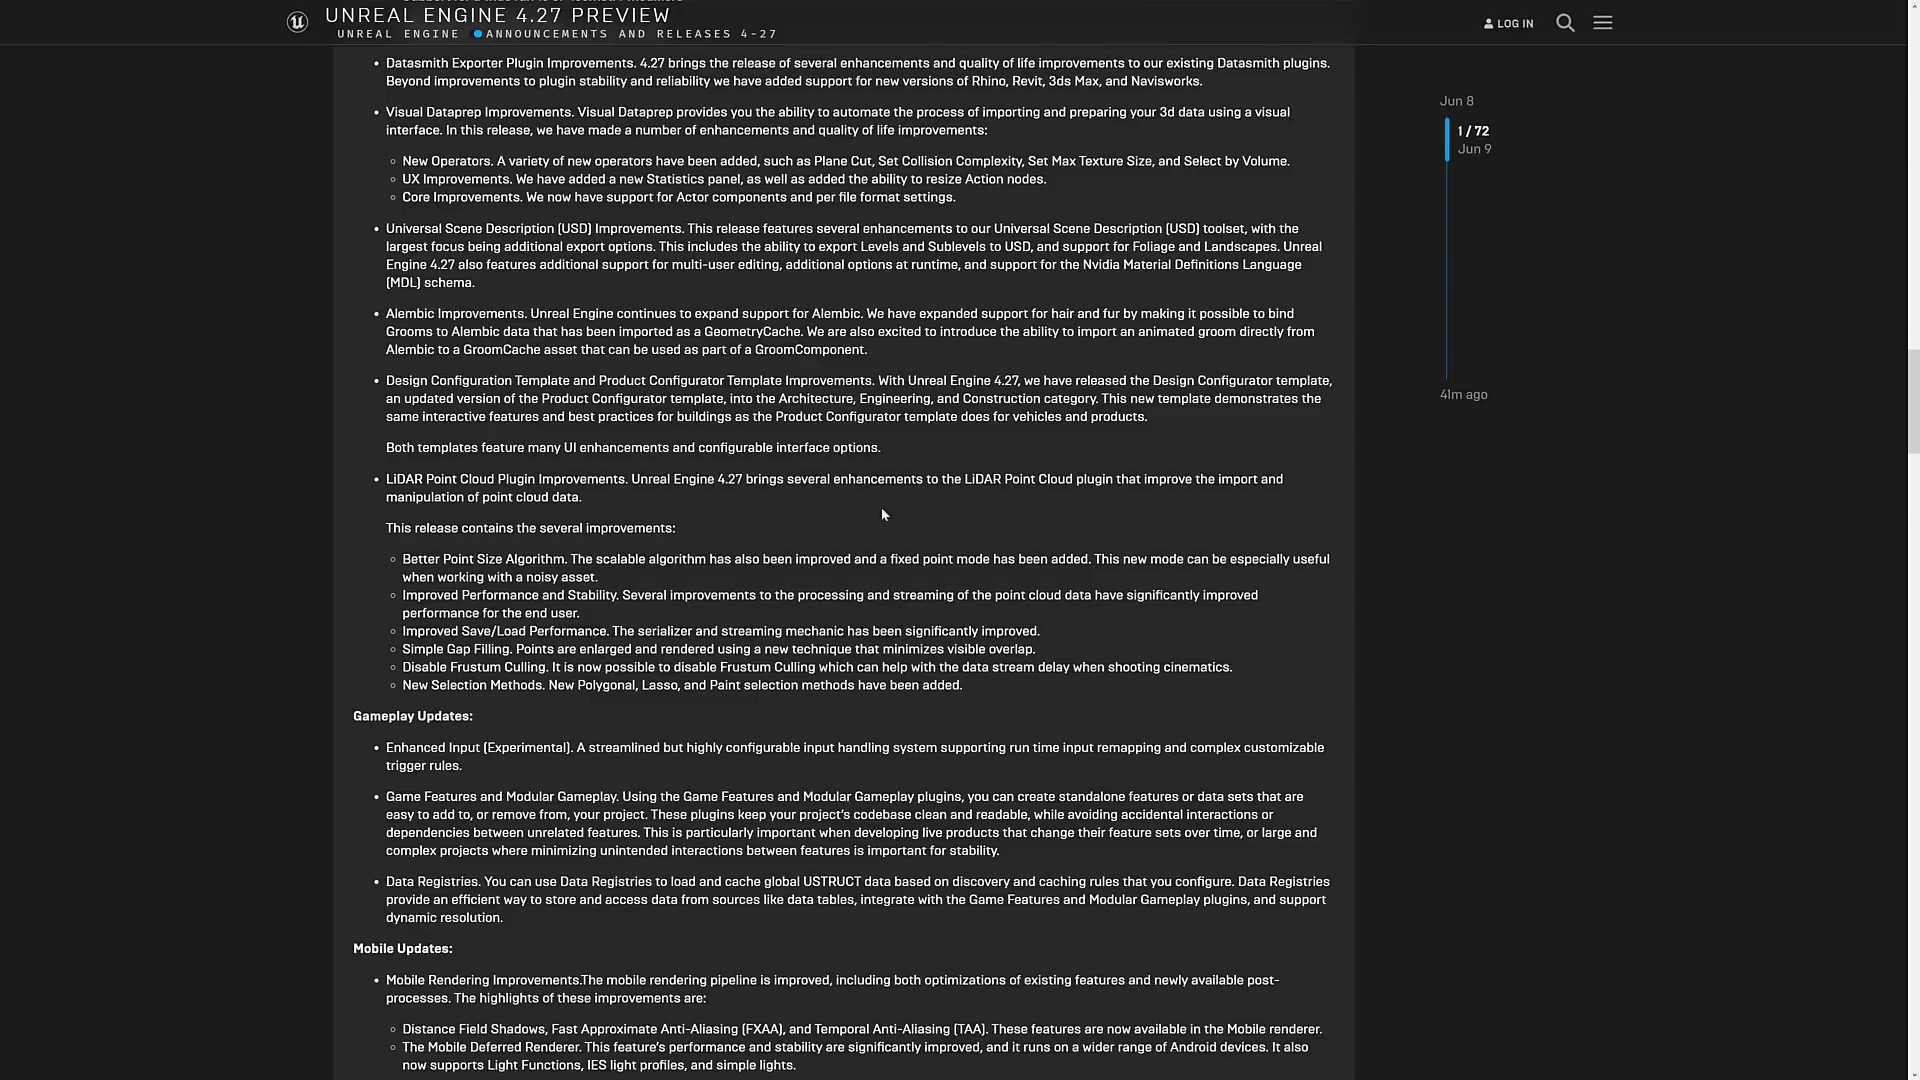 UNREAL ENGINE 4.27 PREVIEW
UNREAL ENGINE ANNOUNCEMENTS AND RELEASES 4-27
LOG IN
• Datasmith Exporter Plugin Improvements. 4.27 brings the release of several enhancements and quality of life improvements to our existing Datasmith plugins.
Beyond improvements to plugin stability and reliability we have added support for new versions of Rhino, Revit, 3ds Max, and Navisworks.
• Visual Dataprep Improvements. Visual Dataprep provides you the ability to automate the process of importing and preparing your 3d data using a visual
interface. In this release, we have made a number of enhancements and quality of life improvements:
◦ New Operators. A variety of new operators have been added, such as Plane Cut, Set Collision Complexity, Set Max Texture Size, and Select by Volume.
◦ UX Improvements. We have added a new Statistics panel, as well as added the ability to resize Action nodes.
◦ Core Improvements. We now have support for Actor components and per file format settings.
• Universal Scene Description (USD) Improvements. This release features several enhancements to our Universal Scene Description (USD) toolset, with the
largest focus being additional export options. This includes the ability to export Levels and Sublevels to USD, and support for Foliage and Landscapes. Unreal
Engine 4.27 also features additional support for multi-user editing, additional options at runtime, and support for the Nvidia Material Definitions Language
(MDL) schema.
• Alembic Improvements. Unreal Engine continues to expand support for Alembic. We have expanded support for hair and fur by making it possible to bind
Grooms to Alembic data that has been imported as a GeometryCache. We are also excited to introduce the ability to import an animated groom directly from
Alembic to a GroomCache asset that can be used as part of a GroomComponent.
• Design Configuration Template and Product Configurator Template Improvements. With Unreal Engine 4.27, we have released the Design Configurator template,
an updated version of the Product Configurator template, into the Architecture, Engineering, and Construction category. This new template demonstrates the
same interactive features and best practices for buildings as the Product Configurator template does for vehicles and products.
Both templates feature many UI enhancements and configurable interface options.
• LiDAR Point Cloud Plugin Improvements. Unreal Engine 4.27 brings several enhancements to the LiDAR Point Cloud plugin that improve the import and
manipulation of point cloud data.
This release contains the several improvements:
◦ Better Point Size Algorithm. The scalable algorithm has also been improved and a fixed point mode has been added. This new mode can be especially useful
when working with a noisy asset.
◦ Improved Performance and Stability. Several improvements to the processing and streaming of the point cloud data have significantly improved
performance for the end user.
◦ Improved Save/Load Performance. The serializer and streaming mechanic has been significantly improved.
◦ Simple Gap Filling. Points are enlarged and rendered using a new technique that minimizes visible overlap.
◦ Disable Frustum Culling. It is now possible to disable Frustum Culling which can help with the data stream delay when shooting cinematics.
◦ New Selection Methods. New Polygonal, Lasso, and Paint selection methods have been added.
Gameplay Updates:
• Enhanced Input (Experimental). A streamlined but highly configurable input handling system supporting run time input remapping and complex customizable
trigger rules.
• Game Features and Modular Gameplay. Using the Game Features and Modular Gameplay plugins, you can create standalone features or data sets that are
easy to add to, or remove from, your project. These plugins keep your project's codebase clean and readable, while avoiding accidental interactions or
dependencies between unrelated features. This is particularly important when developing live products that change their feature sets over time, or large and
complex projects where minimizing unintended interactions between features is important for stability.
• Data Registries. You can use Data Registries to load and cache global USTRUCT data based on discovery and caching rules that you configure. Data Registries
provide an efficient way to store and access data from sources like data tables, integrate with the Game Features and Modular Gameplay plugins, and support
dynamic resolution.
Mobile Updates:
• Mobile Rendering Improvements.The mobile rendering pipeline is improved, including both optimizations of existing features and newly available post-
processes. The highlights of these improvements are:
◦ Distance Field Shadows, Fast Approximate Anti-Aliasing (FXAA), and Temporal Anti-Aliasing (TAA). These features are now available in the Mobile renderer.
◦ The Mobile Deferred Renderer. This feature's performance and stability are significantly improved, and it runs on a wider range of Android devices. It also
now supports Light Functions, IES light profiles, and simple lights.
Jun 8
1 / 72
Jun 9
41m ago